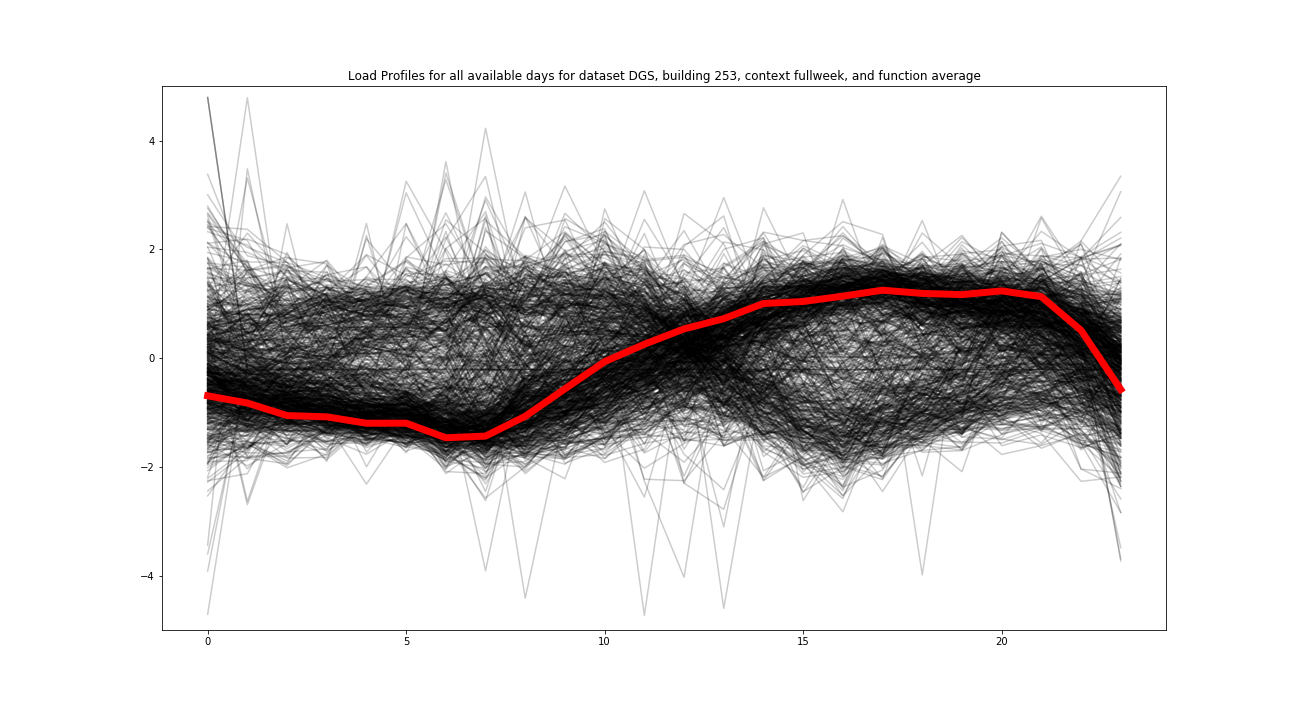 Load Profiles for all available days for dataset DGS, building 253, context fullweek, and function average
4
2
0
−2
−4
0 5 10 15 20